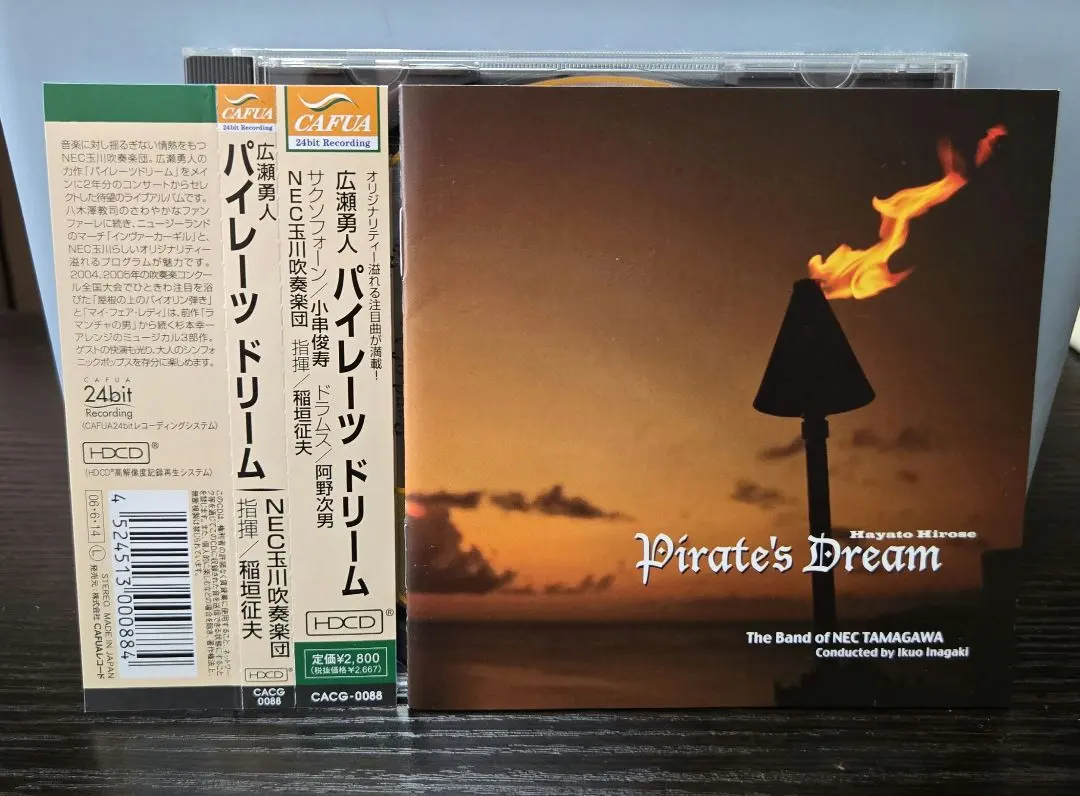 音楽に対し揺るぎない情熱をもつ
NEC玉川吹奏楽団。広瀬勇人の
力作「パイレーツドリーム」をメイ
ンに2年分のコンサートからセレ
クトした待望のライブアルバムです。
八木澤教司のさわやかなファン
ファーレに続き、ニュージーランド
のマーチ「インヴァーカーギル」と、
NEC玉川らしいオリジナリティー
溢れるプログラムが魅力です。
2004、2005年の吹奏楽コンクー
ル全国大会でひときわ注目を浴
びた「屋根の上のバイオリン弾き」
と「マイ・フェア・レディ」は、前作「ラ
マンチャの男」から続く杉本幸一
アレンジのミュージカル3部作。
ゲストの快演も光り、大人のシンフォ
ニックポップスを存分に楽しめます。
CAFUA
24bit
Recording
(CAFUA24bitレコーディングシステム)
HDCD®
(HDCD®高解像度記録再生システム)
06・6・14 Ⓛ 発売元 株式会社CAFUAレコード
STEREO MADE IN JAPAN
4 524513 000884
CAFUA
24bit Recording
広瀬勇人
パイレーツ ドリーム
NEC玉川吹奏楽団
指揮/稲垣征夫
HDCD®
CACG
0088
CAFUA
24bit Recording
オリジナリティー溢れる注目曲が満載!
広瀬勇人 パイレーツ ドリーム
サクソフォーン/小串俊寿 ドラムス/阿野次男
NEC玉川吹奏楽団 指揮/稲垣征夫
HDCD®
定価¥2,800
(税抜価格¥2,667)
CACG-0088
Hayato Hirose
Pirate's Dream
The Band of NEC TAMAGAWA
Conducted by Ikuo Inagaki